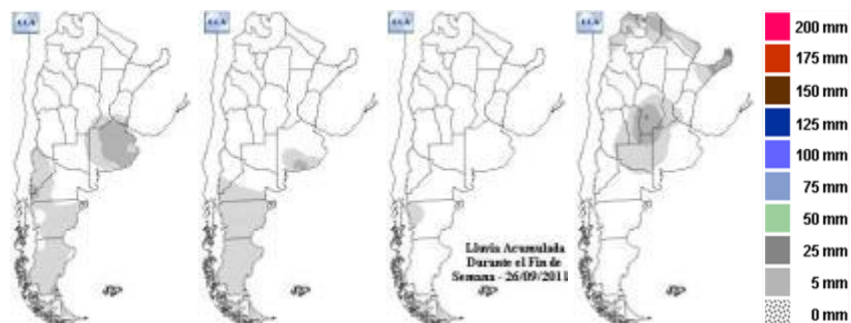 Lluvia Acumulada
Durante el Fin de
Semana - 26/09/2011
200 mm
175 mm
150 mm
125 mm
100 mm
75 mm
50 mm
25 mm
5 mm
0 mm